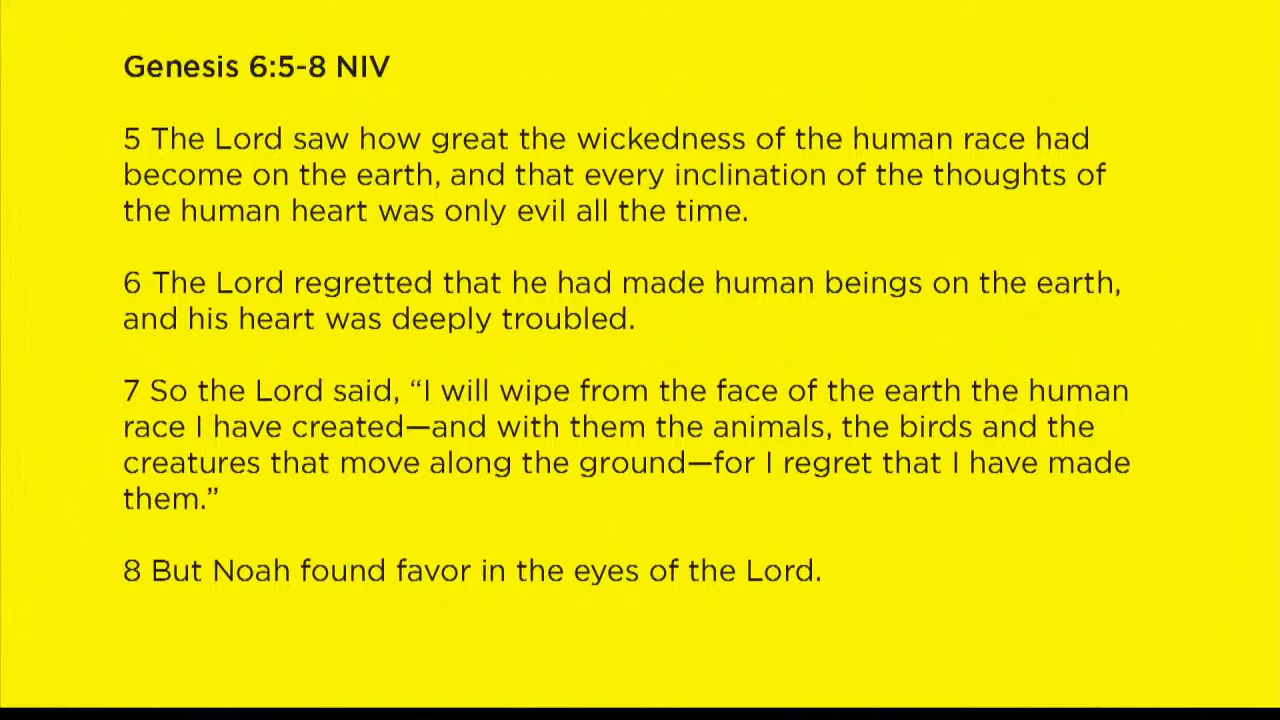 Genesis 6:5-8 NIV
5 The Lord saw how great the wickedness of the human race had
become on the earth, and that every inclination of the thoughts of
the human heart was only evil all the time.
6 The Lord regretted that he had made human beings on the earth,
and his heart was deeply troubled.
7 So the Lord said, “I will wipe from the face of the earth the human
race I have created—and with them the animals, the birds and the
creatures that move along the ground—for I regret that I have made
them.”
8 But Noah found favor in the eyes of the Lord.